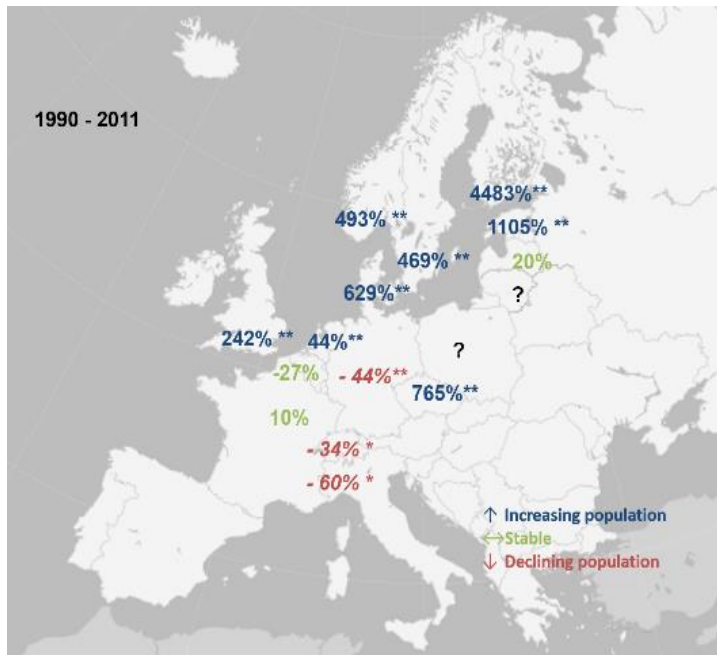 1990 - 2011
4483%**
493% **
1105% **
469% **
20%
629%**
?
242% **
44%**
?
-27%
- 44%**
765%**
10%
- 34% *
- 60% *
↑ Increasing population
↔Stable
↓ Declining population